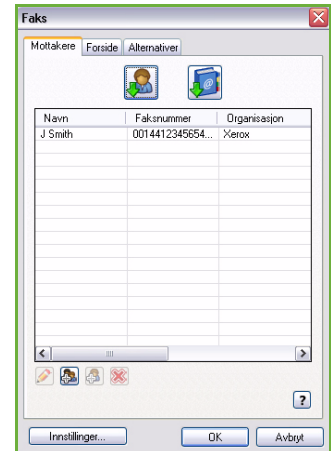 Faks
Mottakere Forside Alternativer
Navn Faksnummer Organisasjon
J Smith 0014412345654... Xerox
?
Innstillinger... OK Avbryt